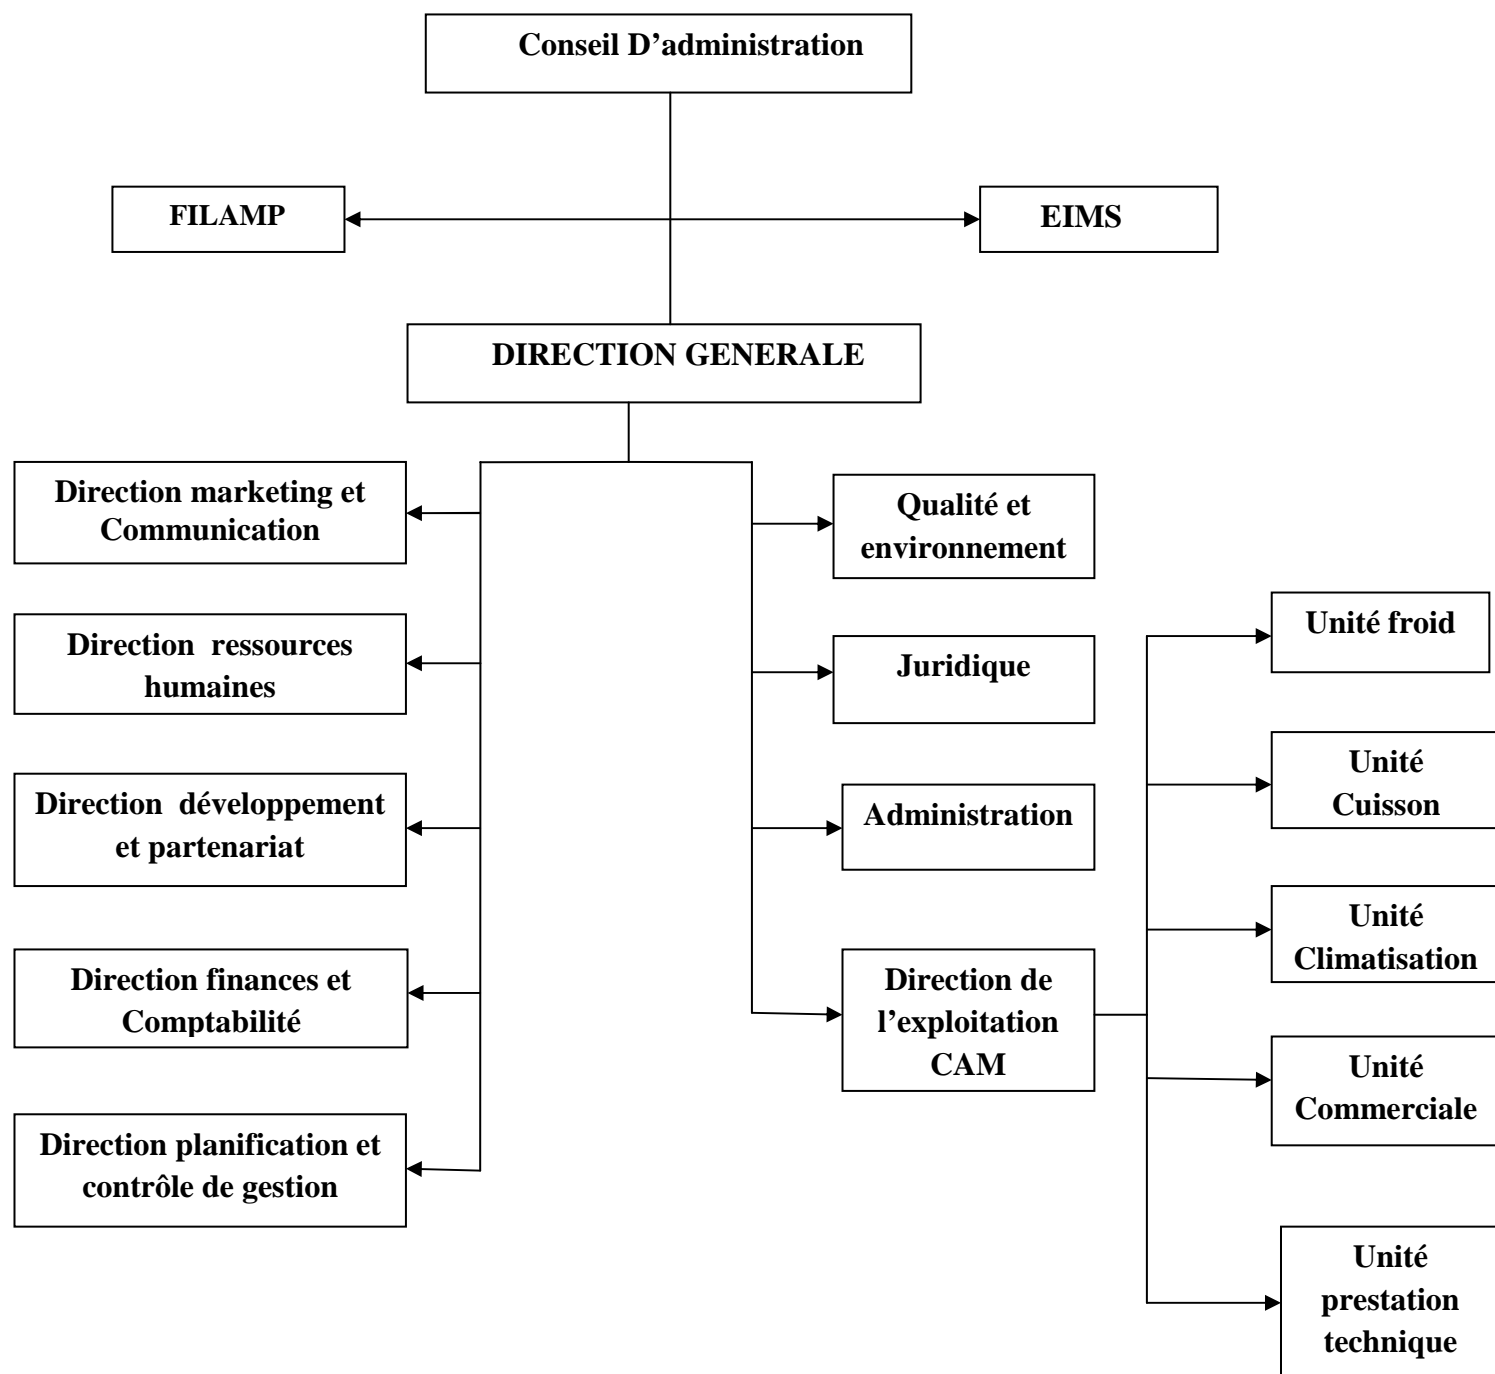 Conseil D’administration
FILAMP
EIMS
DIRECTION GENERALE
Direction marketing et
Communication
Direction ressources
humaines
Direction développement
et partenariat
Direction finances et
Comptabilité
Direction planification et
contrôle de gestion
Qualité et
environnement
Juridique
Administration
Direction de
l’exploitation
CAM
Unité froid
Unité
Cuisson
Unité
Climatisation
Unité
Commerciale
Unité
prestation
technique